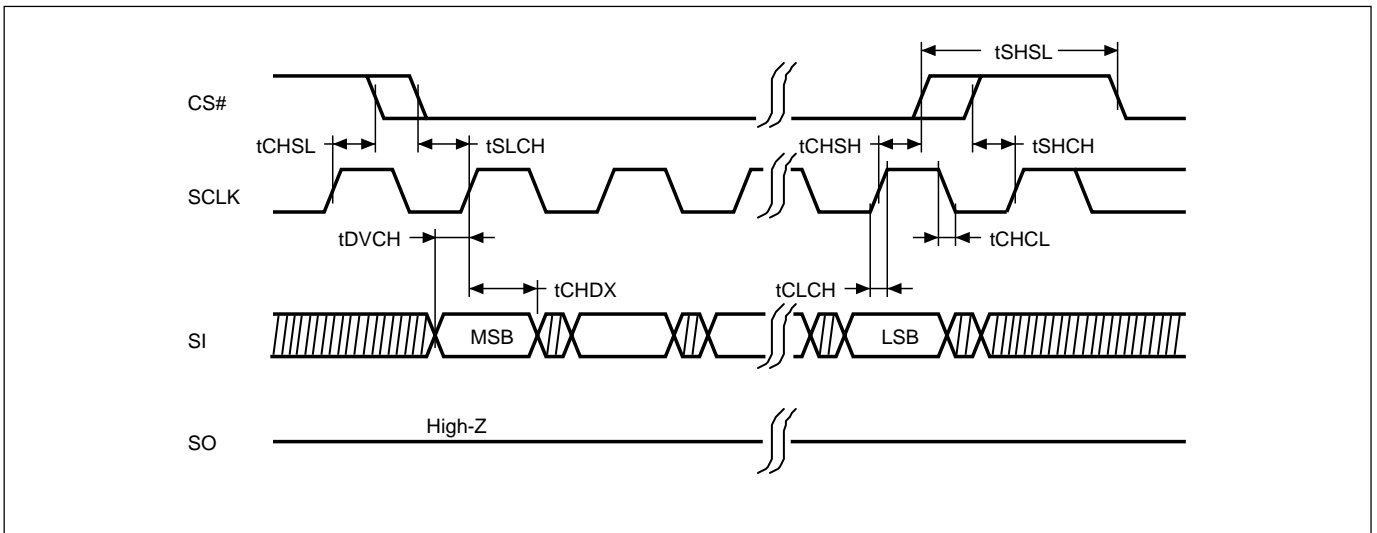 tSHSL
CS#
tCHSL
tSLCH
tCHSH
tSHCH
SCLK
tDVCH
tCHCL
tCHDX
tCLCH
SI
MSB
LSB
High-Z
SO